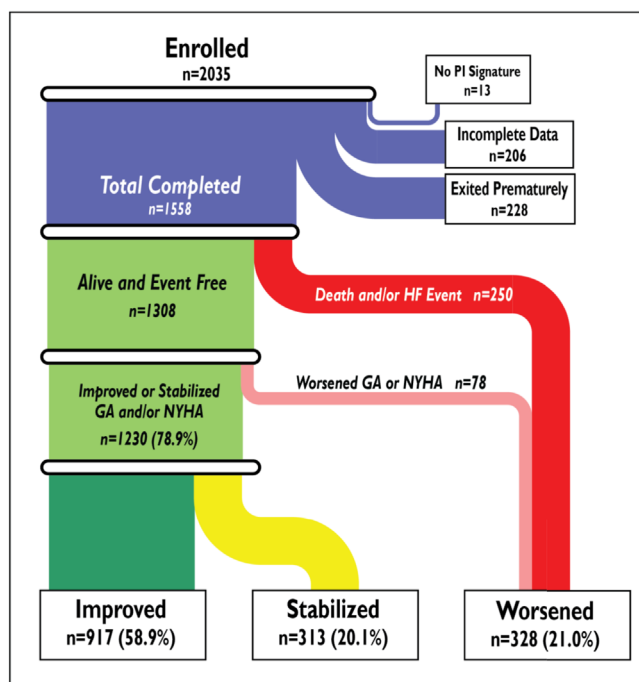 Enrolled
n=2035
No PI Signature
n=13
Incomplete Data
n=206
Exited Prematurely
n=228
Total Completed
n=1558
Alive and Event Free
n=1308
Death and/or HF Event n=250
Improved or Stabilized
GA and/or NYHA
n=1230 (78.9%)
Worsened GA or NYHA n=78
Improved
n=917 (58.9%)
Stabilized
n=313 (20.1%)
Worsened
n=328 (21.0%)